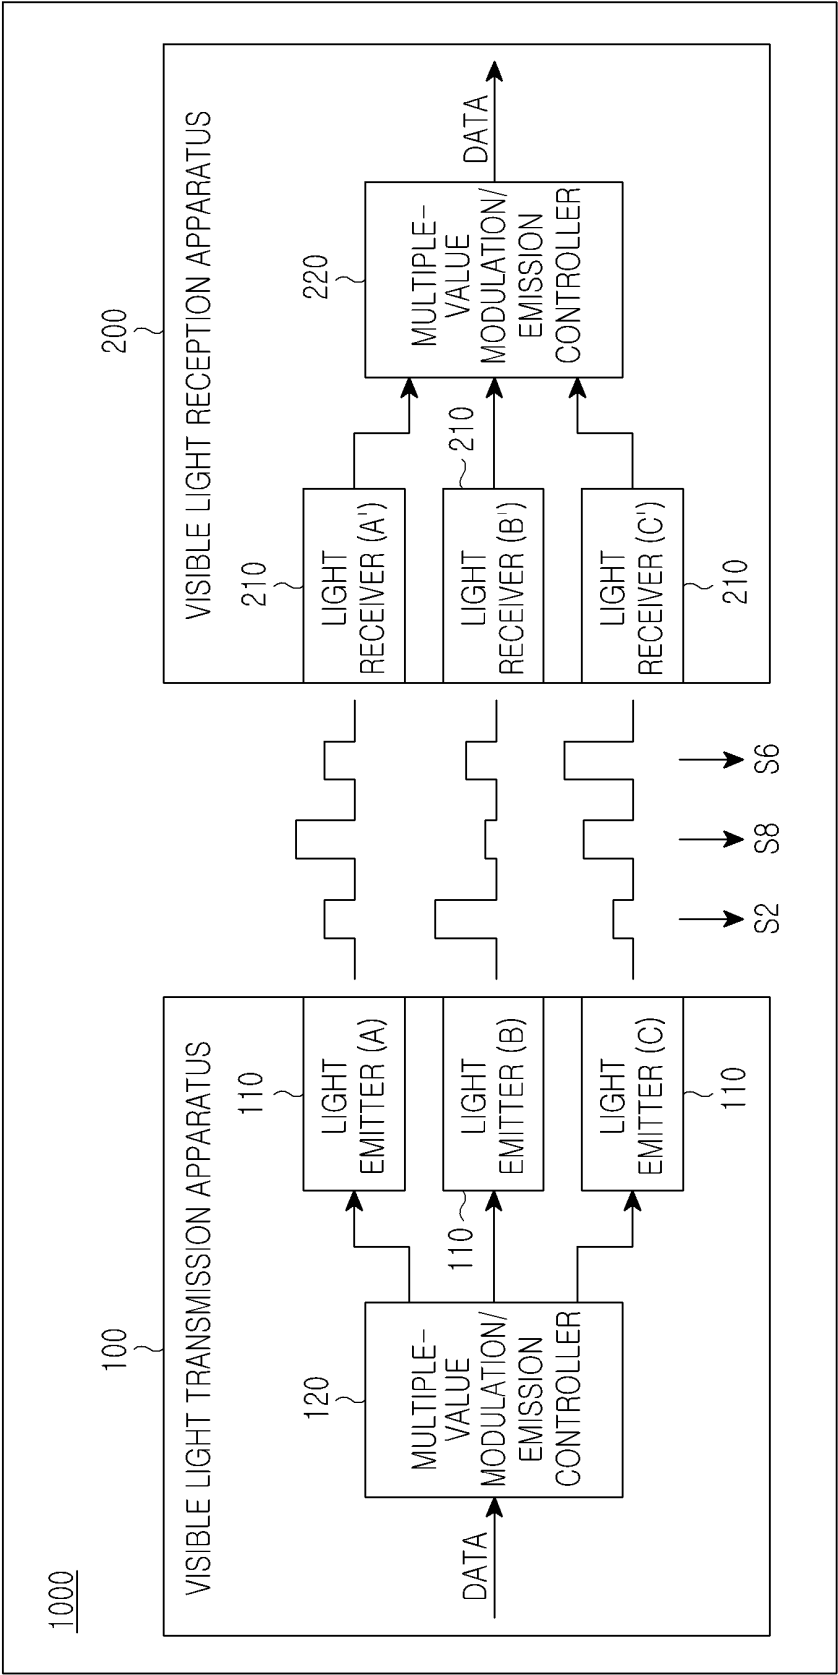 1000
100
VISIBLE LIGHT TRANSMISSION APPARATUS
DATA
120
MULTIPLE-
VALUE
MODULATION/
EMISSION
CONTROLLER
110
LIGHT
EMITTER (A)
110
LIGHT
EMITTER (B)
LIGHT
EMITTER (C)
110
S2
S8
S6
200
VISIBLE LIGHT RECEPTION APPARATUS
210
LIGHT
RECEIVER (A')
LIGHT
RECEIVER (B')
210
LIGHT
RECEIVER (C')
210
220
MULTIPLE-
VALUE
MODULATION/
EMISSION
CONTROLLER
DATA